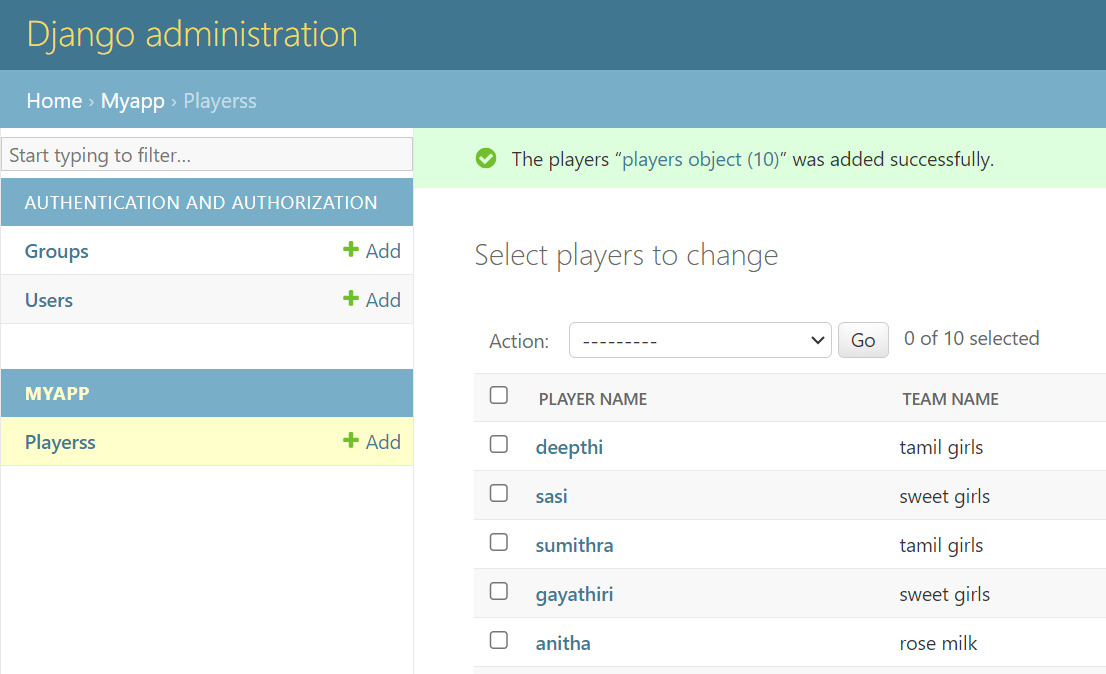 Django administration
Home › Myapp › Playerss
Start typing to filter...
AUTHENTICATION AND AUTHORIZATION
Groups + Add
Users + Add
MYAPP
Playerss + Add
The players “players object (10)” was added successfully.
Select players to change
Action: --------- Go 0 of 10 selected
PLAYER NAME TEAM NAME
deepthi tamil girls
sasi sweet girls
sumithra tamil girls
gayathiri sweet girls
anitha rose milk